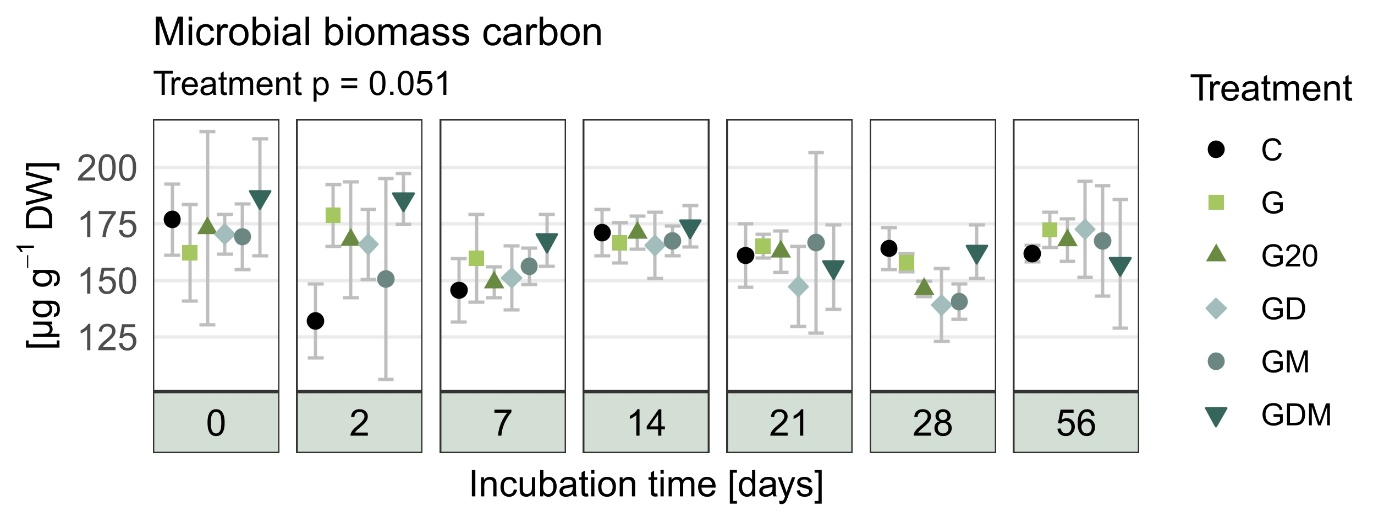 Microbial biomass carbon
Treatment p = 0.051
[µg g⁻¹ DW]
200
175
150
125
0 2 7 14 21 28 56
Incubation time [days]
Treatment
C
G
G20
GD
GM
GDM